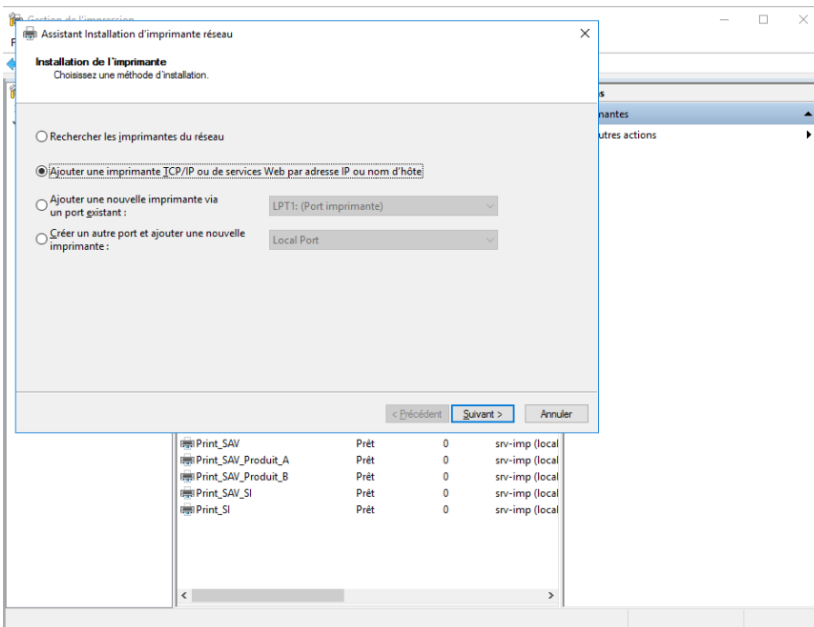 Gestion de l'impression
Assistant Installation d'imprimante réseau
Installation de l'imprimante
Choisissez une méthode d'installation.
Rechercher les imprimantes du réseau
Ajouter une imprimante TCP/IP ou de services Web par adresse IP ou nom d'hôte
Ajouter une nouvelle imprimante via
un port existant :
LPT1: (Port imprimante)
Créer un autre port et ajouter une nouvelle
imprimante :
Local Port
< Précédent
Suivant >
Annuler
mantes
utres actions
Print_SAV Prêt 0 srv-imp (local
Print_SAV_Produit_A Prêt 0 srv-imp (local
Print_SAV_Produit_B Prêt 0 srv-imp (local
Print_SAV_SI Prêt 0 srv-imp (local
Print_SI Prêt 0 srv-imp (local